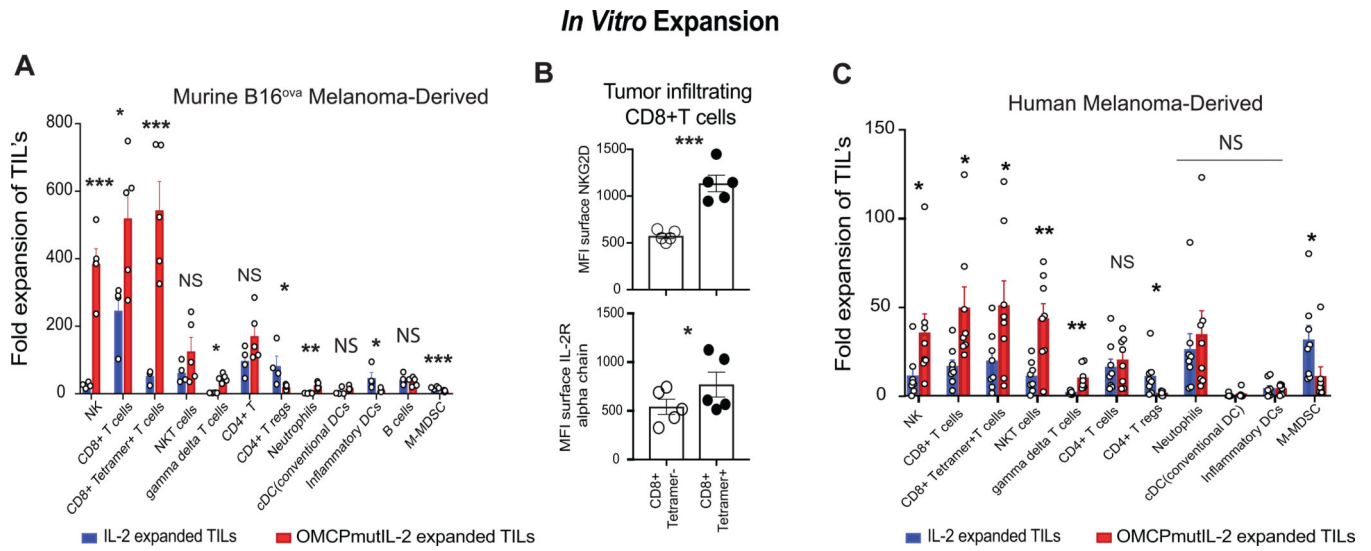 In Vitro Expansion
A
Murine B16ova Melanoma-Derived
Fold expansion of TIL's
800
600
400
200
0
***
*
***
NS
*
NS
*
**
NS
*
NS
***
NK
CD8+ T cells
CD8+ Tetramer+ T cells
NKT cells
gamma delta T cells
CD4+ T
CD4+ T regs
Neutrophils
cDC(conventional DCs)
Inflammatory DCs
B cells
M-MDSC
IL-2 expanded TILs
OMCPmutIL-2 expanded TILs
B
Tumor infiltrating
CD8+T cells
MFI surface NKG2D
1500
1000
500
0
***
MFI surface IL-2R
alpha chain
1500
1000
500
0
*
CD8+
Tetramer-
CD8+
Tetramer+
C
Human Melanoma-Derived
Fold expansion of TIL's
150
100
50
0
*
*
*
**
**
NS
*
NS
*
NK
CD8+ T cells
CD8+ Tetramer+T cells
NKT cells
gamma delta T cells
CD4+ T cells
CD4+ T regs
Neutophils
cDC(conventional DC)
Inflammatory DCs
M-MDSC
IL-2 expanded TILs
OMCPmutIL-2 expanded TILs